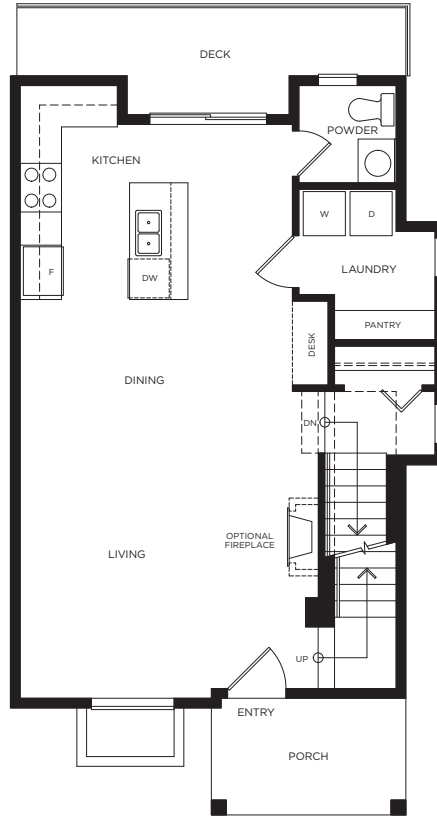 DECK
POWDER
KITCHEN
W
D
F
DW
LAUNDRY
PANTRY
DESK
DINING
DN
OPTIONAL
FIREPLACE
LIVING
UP
ENTRY
PORCH